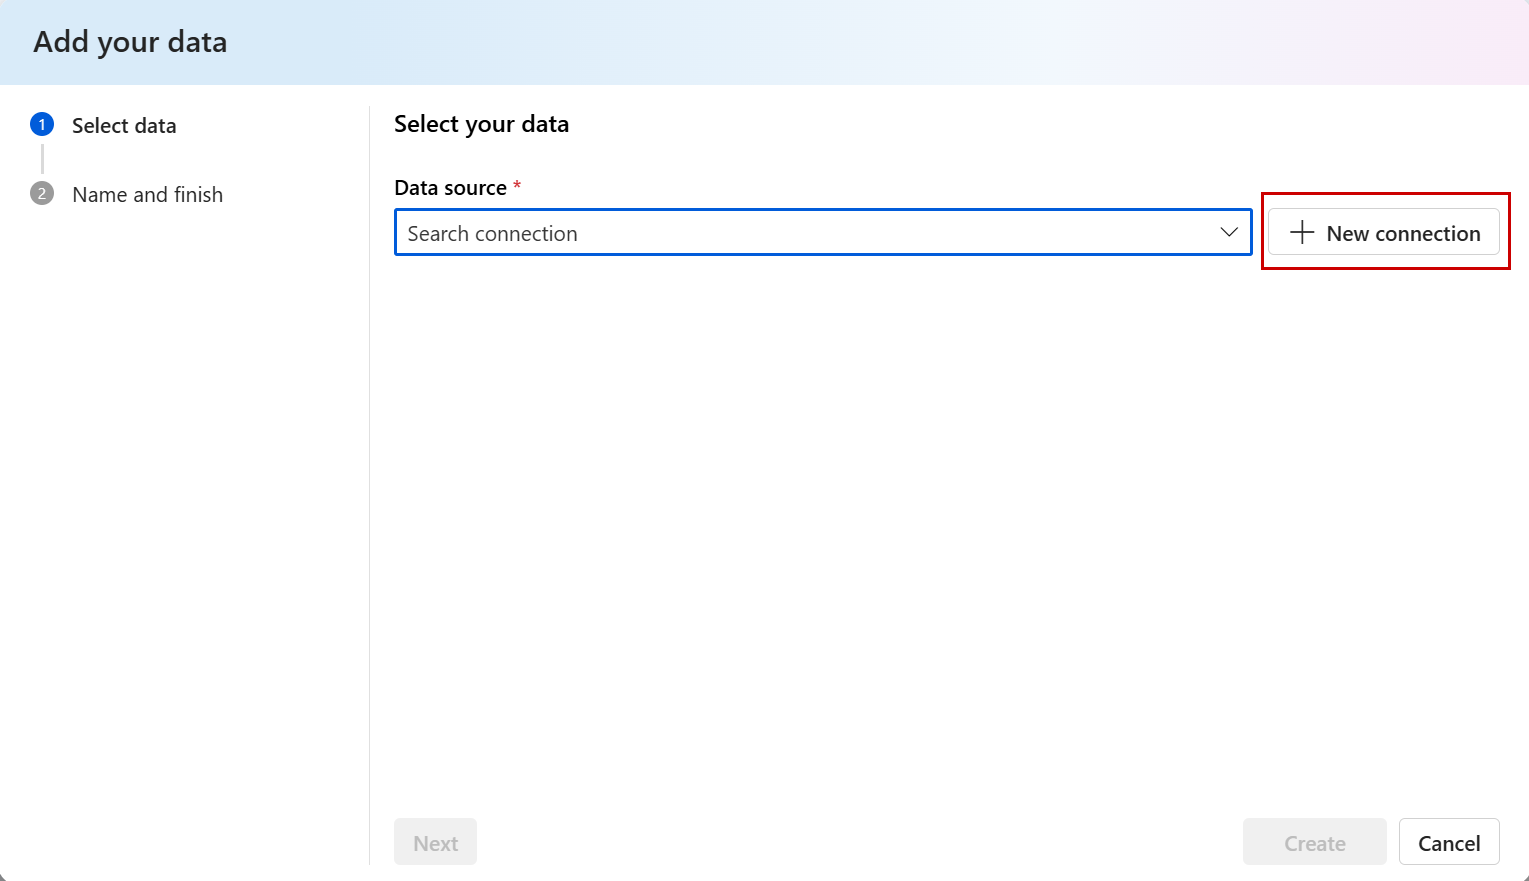 Add your data
1 Select data
2 Name and finish
Select your data
Data source *
Search connection
New connection
Next
Create
Cancel